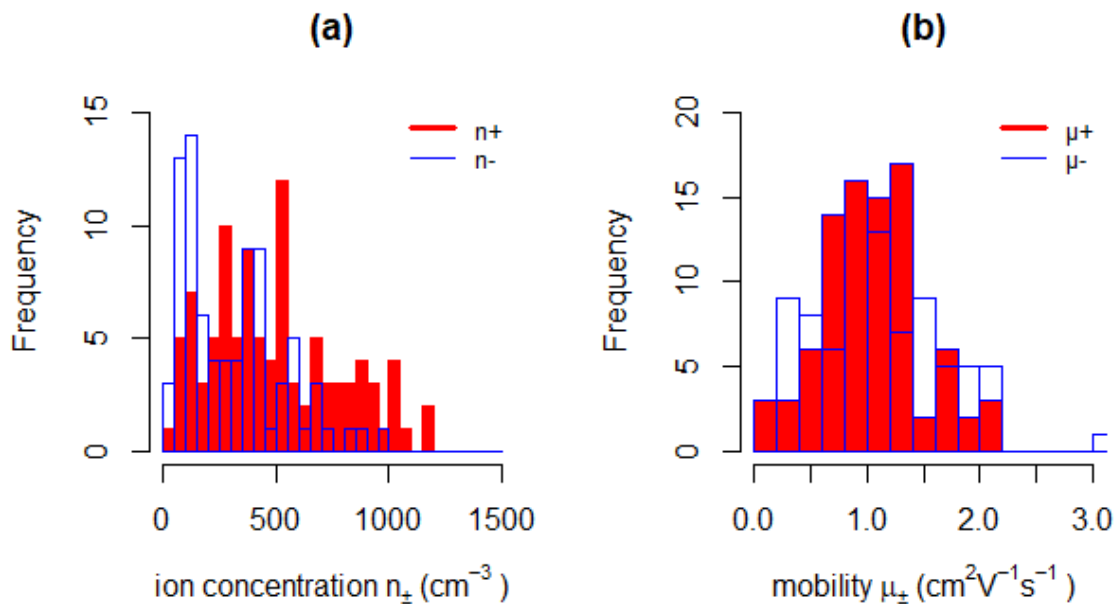 (a)
15
10
5
0
Frequency
n+
n-
0 500 1000 1500
ion concentration n± (cm⁻³ )
(b)
20
15
10
5
0
Frequency
µ+
µ-
0.0 1.0 2.0 3.0
mobility µ± (cm²V⁻¹s⁻¹ )